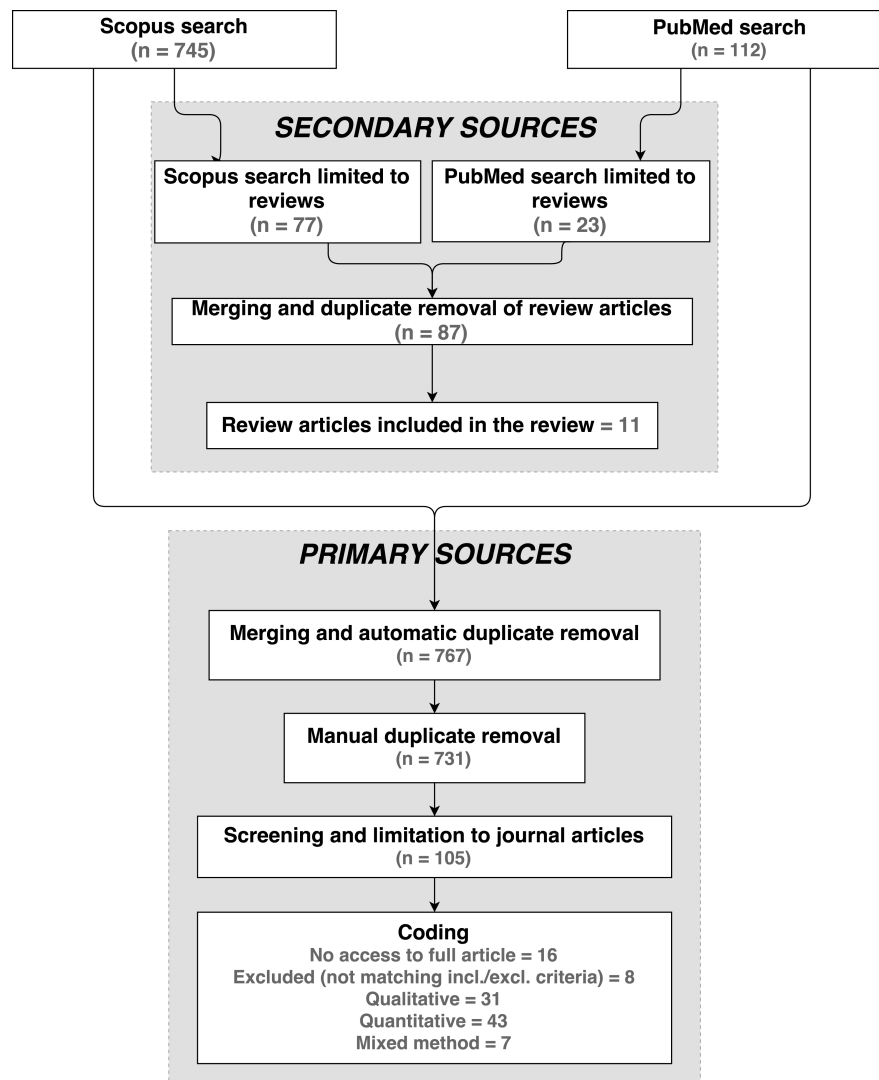 Scopus search
(n = 745)
PubMed search
(n = 112)
SECONDARY SOURCES
Scopus search limited to
reviews
(n = 77)
PubMed search limited to
reviews
(n = 23)
Merging and duplicate removal of review articles
(n = 87)
Review articles included in the review = 11
PRIMARY SOURCES
Merging and automatic duplicate removal
(n = 767)
Manual duplicate removal
(n = 731)
Screening and limitation to journal articles
(n = 105)
Coding
No access to full article = 16
Excluded (not matching incl./excl. criteria) = 8
Qualitative = 31
Quantitative = 43
Mixed method = 7